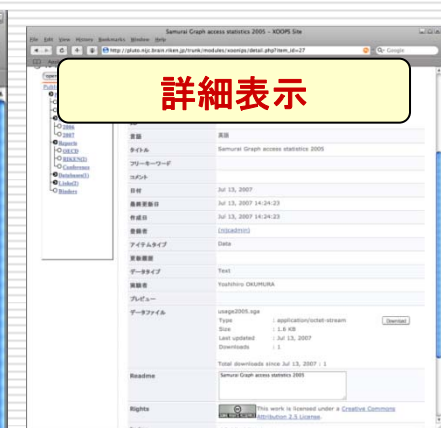 Samurai Graph access statistics 2005 - XOOPS Site
File Edit View History Bookmarks Window Help
http://pluto.nijc.brain.riken.jp/trunk/modules/xoonips/detail.php?item_id=27
Google
詳細表示
2006
2007
Reports
OECD
RIKEN(2)
Conference
Databases(1)
Links(2)
Binders
言語 英語
タイトル Samurai Graph access statistics 2005
フリーキーワード
コメント
日付 Jul 13, 2007
最終更新日 Jul 13, 2007 14:24:23
作成日 Jul 13, 2007 14:24:23
登録者
アイテムタイプ Data
更新履歴
データタイプ Text
実験者 Yoshihiro OKUMURA
プレビュー
データファイル usage2005.sga
Type : application/octet-stream Download
Size : 1.6 KB
Last updated : Jul 13, 2007
Downloads : 1
Total downloads since Jul 13, 2007 : 1
Readme Samurai Graph access statistics 2005
Rights This work is licensed under a Creative Commons
Attribution 2.5 License.